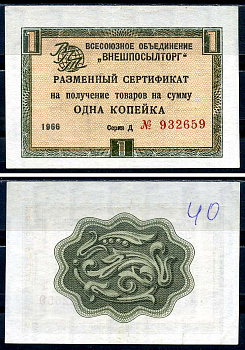 1
1
ВСЕСОЮЗНОЕ ОБЪЕДИНЕНИЕ
„ВНЕШПОСЫЛТОРГ"
РАЗМЕННЫЙ СЕРТИФИКАТ
на получение товаров на сумму
ОДНА КОПЕЙКА
1966 Серия Д № 932659
1
40